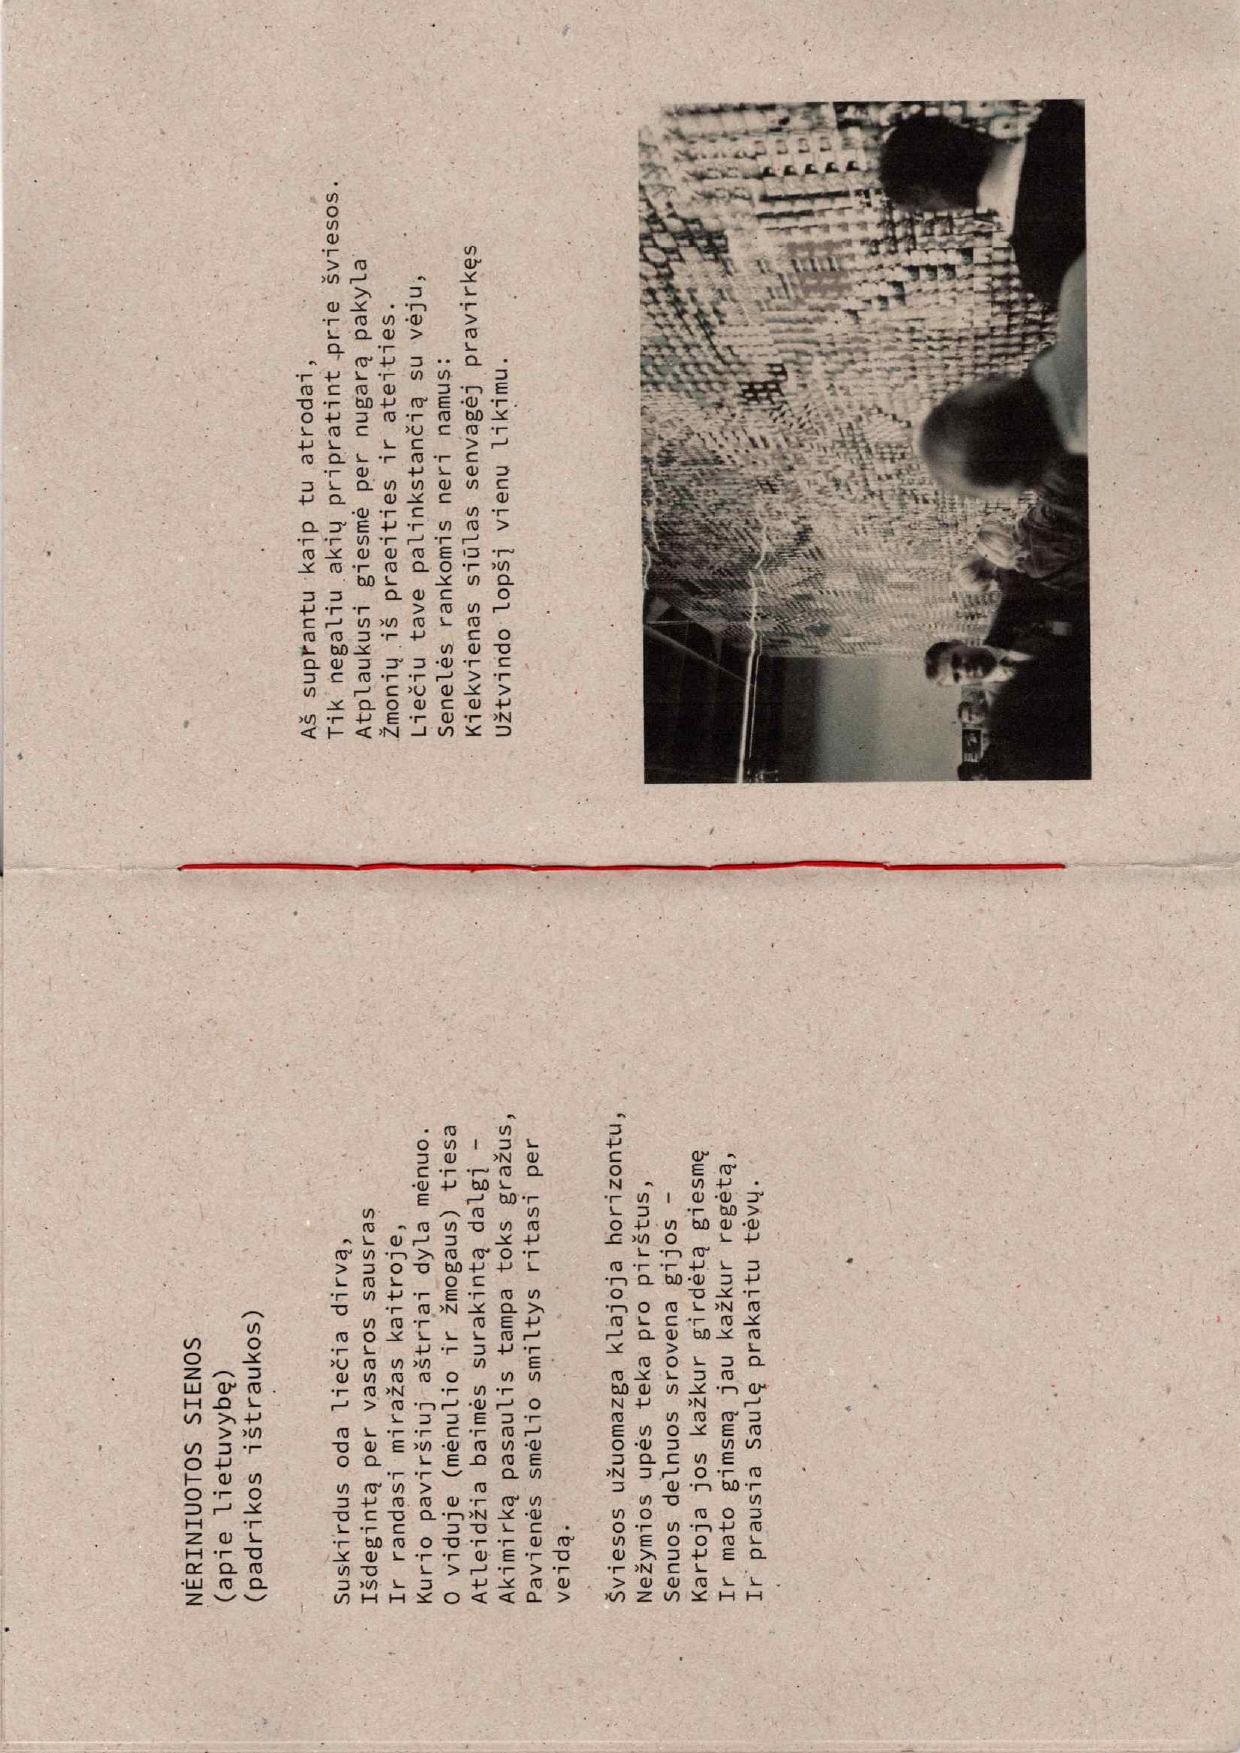 NĖRINIUOTOS SIENOS
(apie lietuvybę)
(padrikos ištraukos)
Suskirdus oda liečia dirvą,
Išdegintą per vasaros sausras
Ir randasi miražas kaitroje,
Kurio paviršiuj aštriai dyla mėnuo.
O viduje (mėnulio ir žmogaus) tiesa
Atleidžia baimės surakintą dalgį –
Akimirką pasaulis tampa toks gražus,
Pavienės smėlio smiltys ritasi per
veidą.
Šviesos užuomazga klajoja horizontu,
Nežymios upės teka pro pirštus,
Senuos delnuos srovena gijos –
Kartoja jos kažkur girdėtą giesmę
Ir mato gimsmą jau kažkur regėtą,
Ir prausia Saulę prakaitu tėvų.
Aš suprantu kaip tu atrodai,
Tik negaliu akių pripratint prie šviesos.
Atplaukusi giesmė per nugarą pakyla
Žmonių iš praeities ir ateities.
Liečiu tave palinkstančią su vėju,
Senelės rankomis neri namus:
Kiekvienas siūlas senvagėj pravirkęs
Užtvindo lopšį vienu likimu.